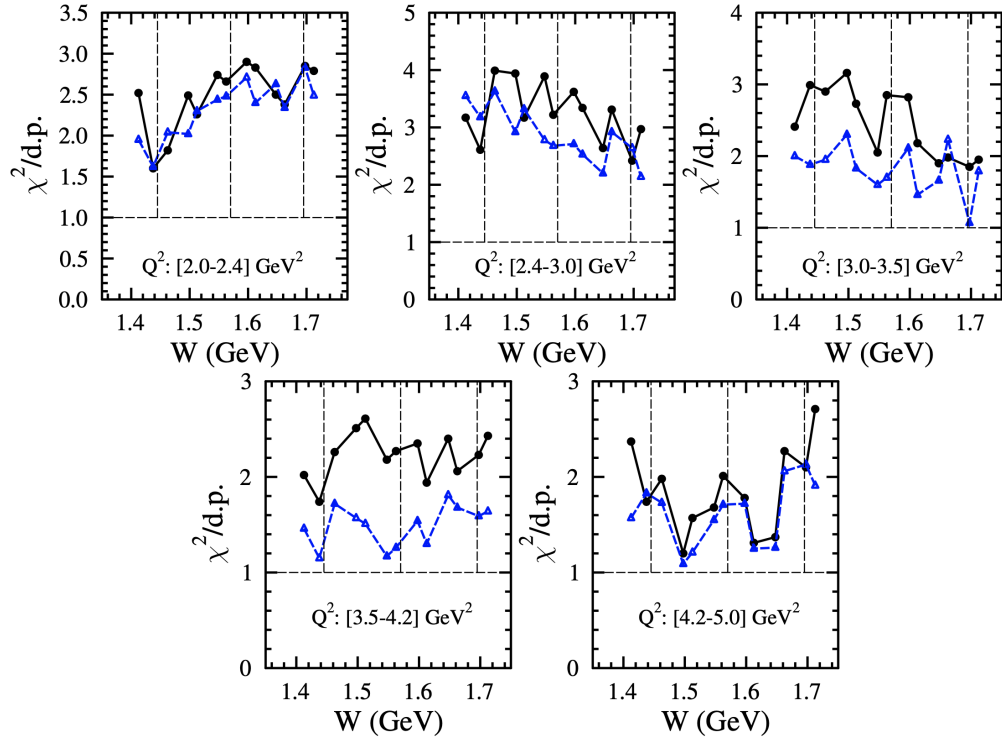 3.5
3.0
2.5
2.0
1.5
1.0
0.5
0.0
χ²/d.p.
Q²: [2.0-2.4] GeV²
1.4 1.5 1.6 1.7
W (GeV)
5
4
3
2
1
0
χ²/d.p.
Q²: [2.4-3.0] GeV²
1.4 1.5 1.6 1.7
W (GeV)
4
3
2
1
0
χ²/d.p.
Q²: [3.0-3.5] GeV²
1.4 1.5 1.6 1.7
W (GeV)
3
2
1
0
χ²/d.p.
Q²: [3.5-4.2] GeV²
1.4 1.5 1.6 1.7
W (GeV)
3
2
1
0
χ²/d.p.
Q²: [4.2-5.0] GeV²
1.4 1.5 1.6 1.7
W (GeV)